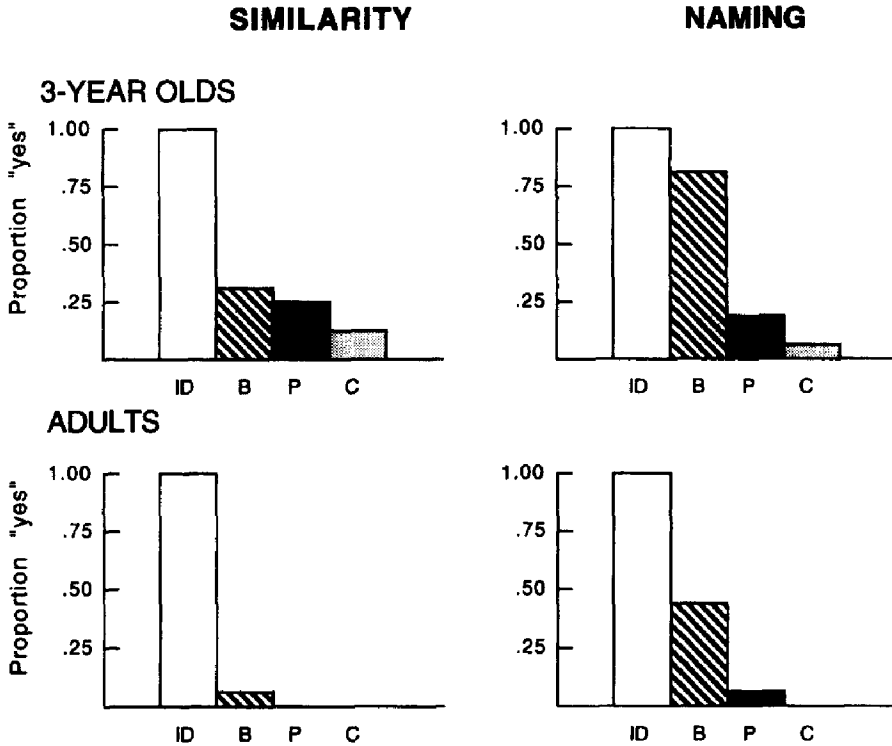 SIMILARITY
NAMING
3-YEAR OLDS
Proportion "yes"
1.00
.75
.50
.25
ID B P C
1.00
.75
.50
.25
ID B P C
ADULTS
Proportion "yes"
1.00
.75
.50
.25
ID B P C
1.00
.75
.50
.25
ID B P C